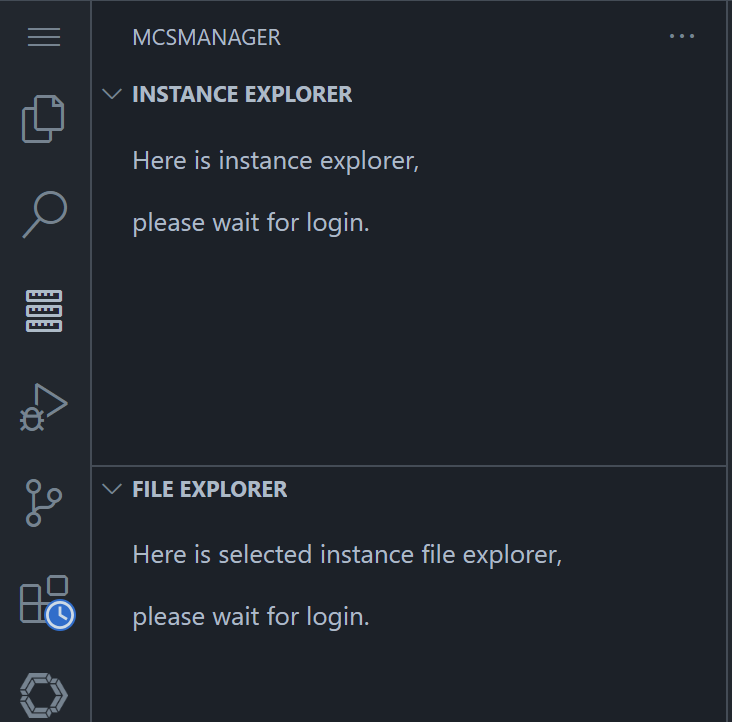 MCSMANAGER
INSTANCE EXPLORER
Here is instance explorer,
please wait for login.
FILE EXPLORER
Here is selected instance file explorer,
please wait for login.